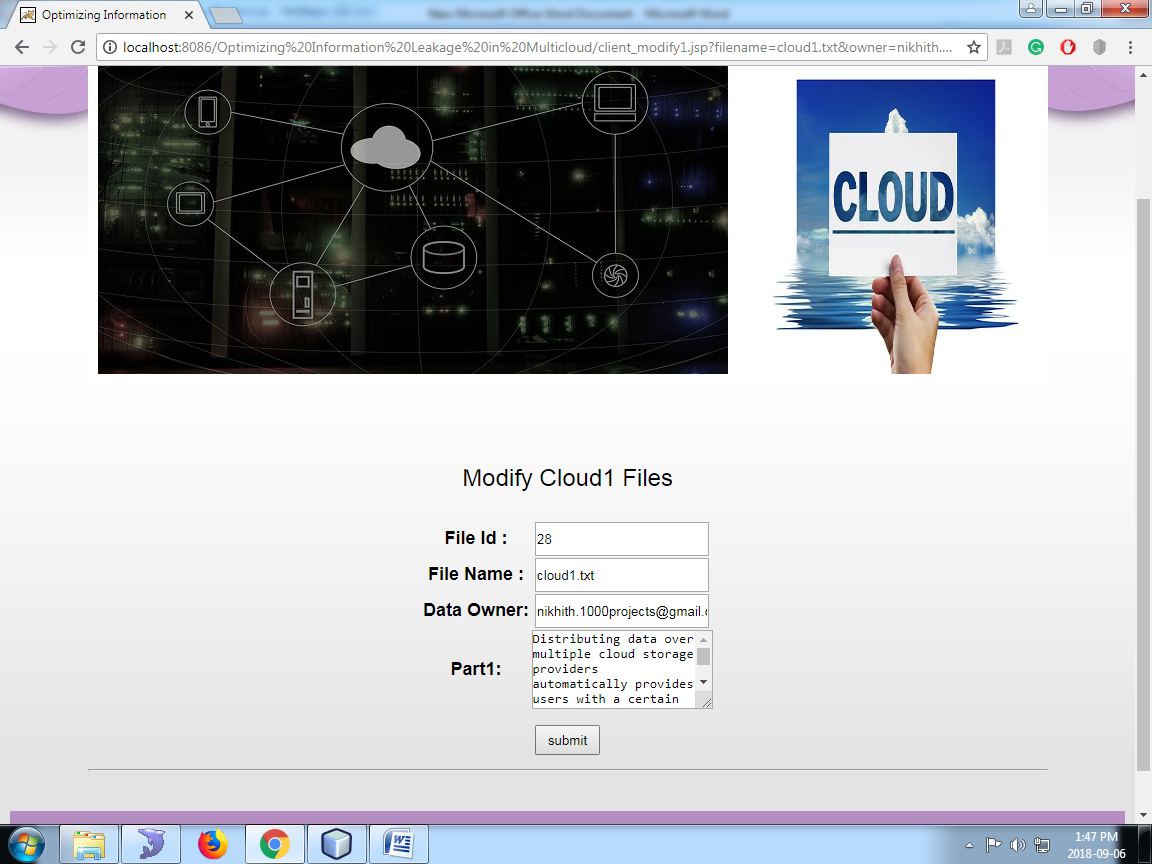 New Microsoft Office Word Document - Microsoft Word
Optimizing Information
localhost:8086/Optimizing%20Information%20Leakage%20in%20Multicloud/client_modify1.jsp?filename=cloud1.txt&owner=nikhith....
CLOUD
Modify Cloud1 Files
File Id : 28
File Name : cloud1.txt
Data Owner: nikhith.1000projects@gmail.c
Part1:
Distributing data over
multiple cloud storage
providers
automatically provides
users with a certain
submit
1:47 PM
2018-09-06